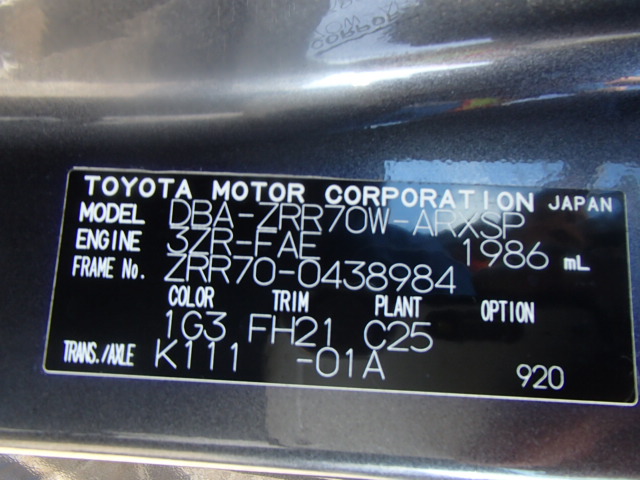 TOYOTA MOTOR CORPORATION JAPAN
MODEL DBA-ZRR70W-ARXSP
ENGINE 3ZR-FAE 1986 mL
FRAME No. ZRR70-0438984
COLOR TRIM PLANT OPTION
1G3 FH21 C25
TRANS./AXLE K111 -01A
920